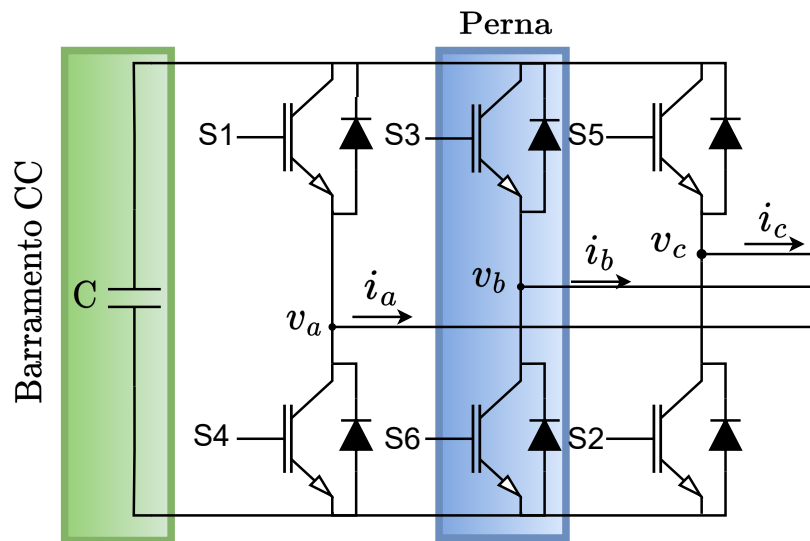 Perna
S1
S3
S5
Barramento CC
C
v_a
i_a
v_b
i_b
v_c
i_c
S4
S6
S2